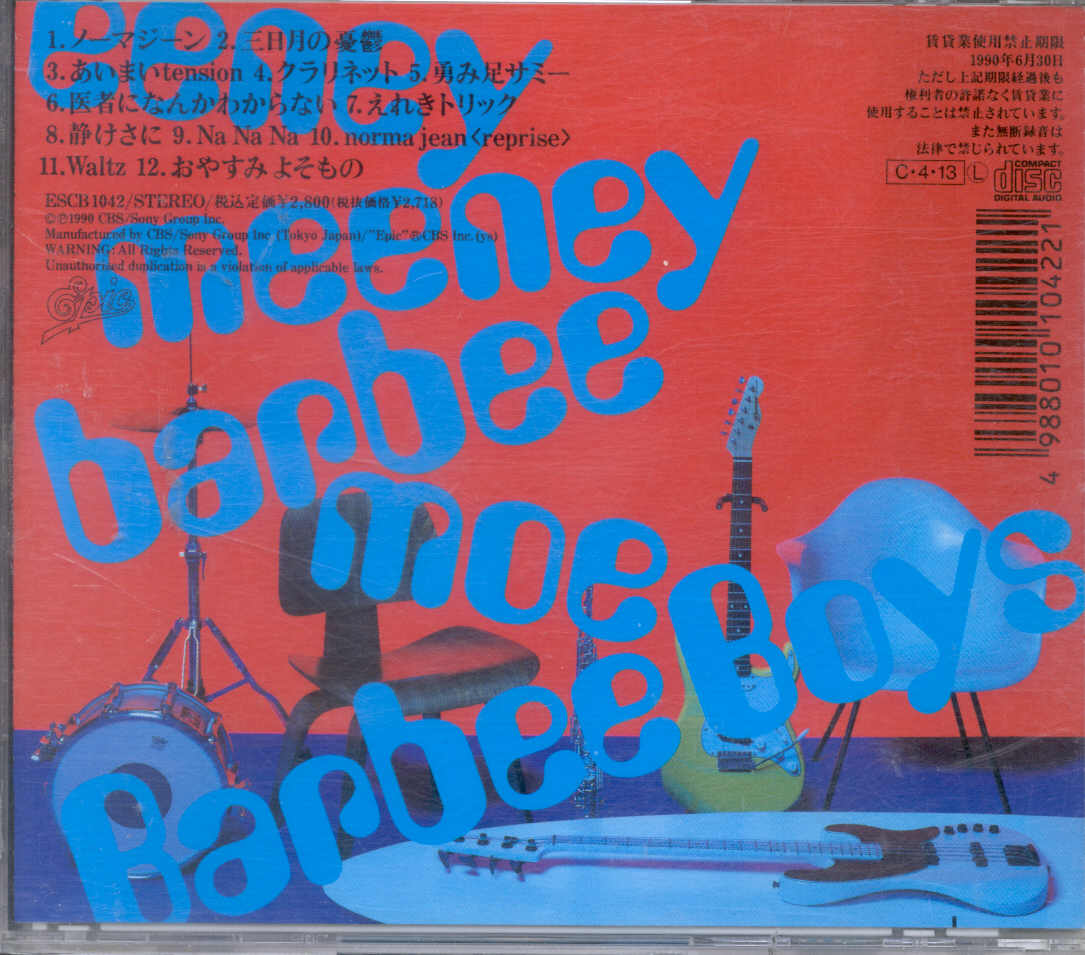 1.ノーマジーン 2.三日月の憂鬱
3.あいまいtension 4.クラリネット 5.勇み足サミー
6.医者になんかわからない 7.えれきトリック
8.静けさに 9.Na Na Na 10.norma jean<reprise>
11.Waltz 12.おやすみ よそもの
ESCB1042/STEREO/税込定価¥2,800(税抜価格¥2,718)
©℗1990 CBS/Sony Group Inc.
Manufactured by CBS/Sony Group Inc (Tokyo Japan)/"Epic"®CBS Inc.(ys)
WARNING: All Rights Reserved.
Unauthorised duplication is a violation of applicable laws.
Epic
賃貸業使用禁止期限
1990年6月30日
ただし上記期限経過後も
権利者の許諾なく賃貸業に
使用することは禁止されています。
また無断録音は
法律で禁じられています。
C・4・13 L
COMPACT
disc
DIGITAL AUDIO
4 988010 104221
eeney
meeney
barbee
moe
Barbee Boys